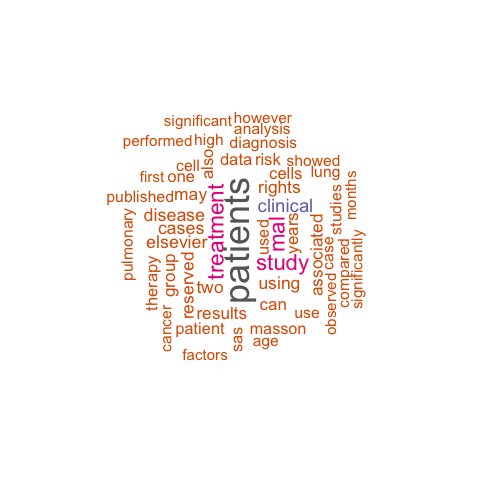 significant
however
analysis
performed
high
diagnosis
cell
also
data
risk
showed
first
one
cells
lung
published
may
treatment
patients
rights
clinical
disease
cases
elsevier
used
mal
years
associated
studies
months
pulmonary
therapy
group
reserved
two
study
using
case
compared
significantly
observed
results
can
use
cancer
patient
sas
masson
age
factors